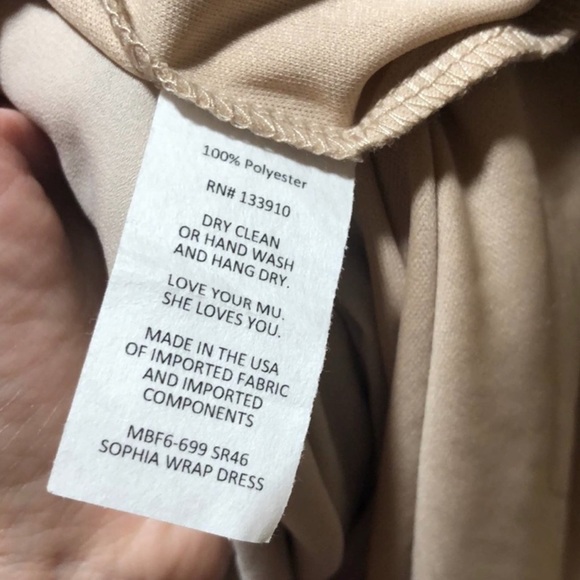 100% Polyester
RN# 133910
DRY CLEAN
OR HAND WASH
AND HANG DRY.
LOVE YOUR MU.
SHE LOVES YOU.
MADE IN THE USA
OF IMPORTED FABRIC
AND IMPORTED
COMPONENTS
MBF6-699 SR46
SOPHIA WRAP DRESS